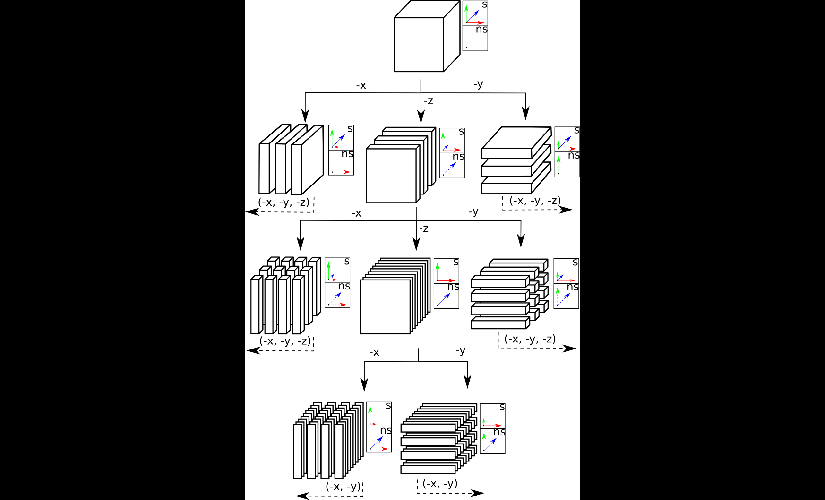 s
ns
-x
-z
-y
s
ns
s
ns
s
ns
(-x, -y, -z)
(-x, -y, -z)
-x
-z
-y
s
ns
s
ns
s
ns
(-x, -y, -z)
(-x, -y, -z)
-x
-y
s
ns
s
ns
(-x, -y)
(-x, -y)